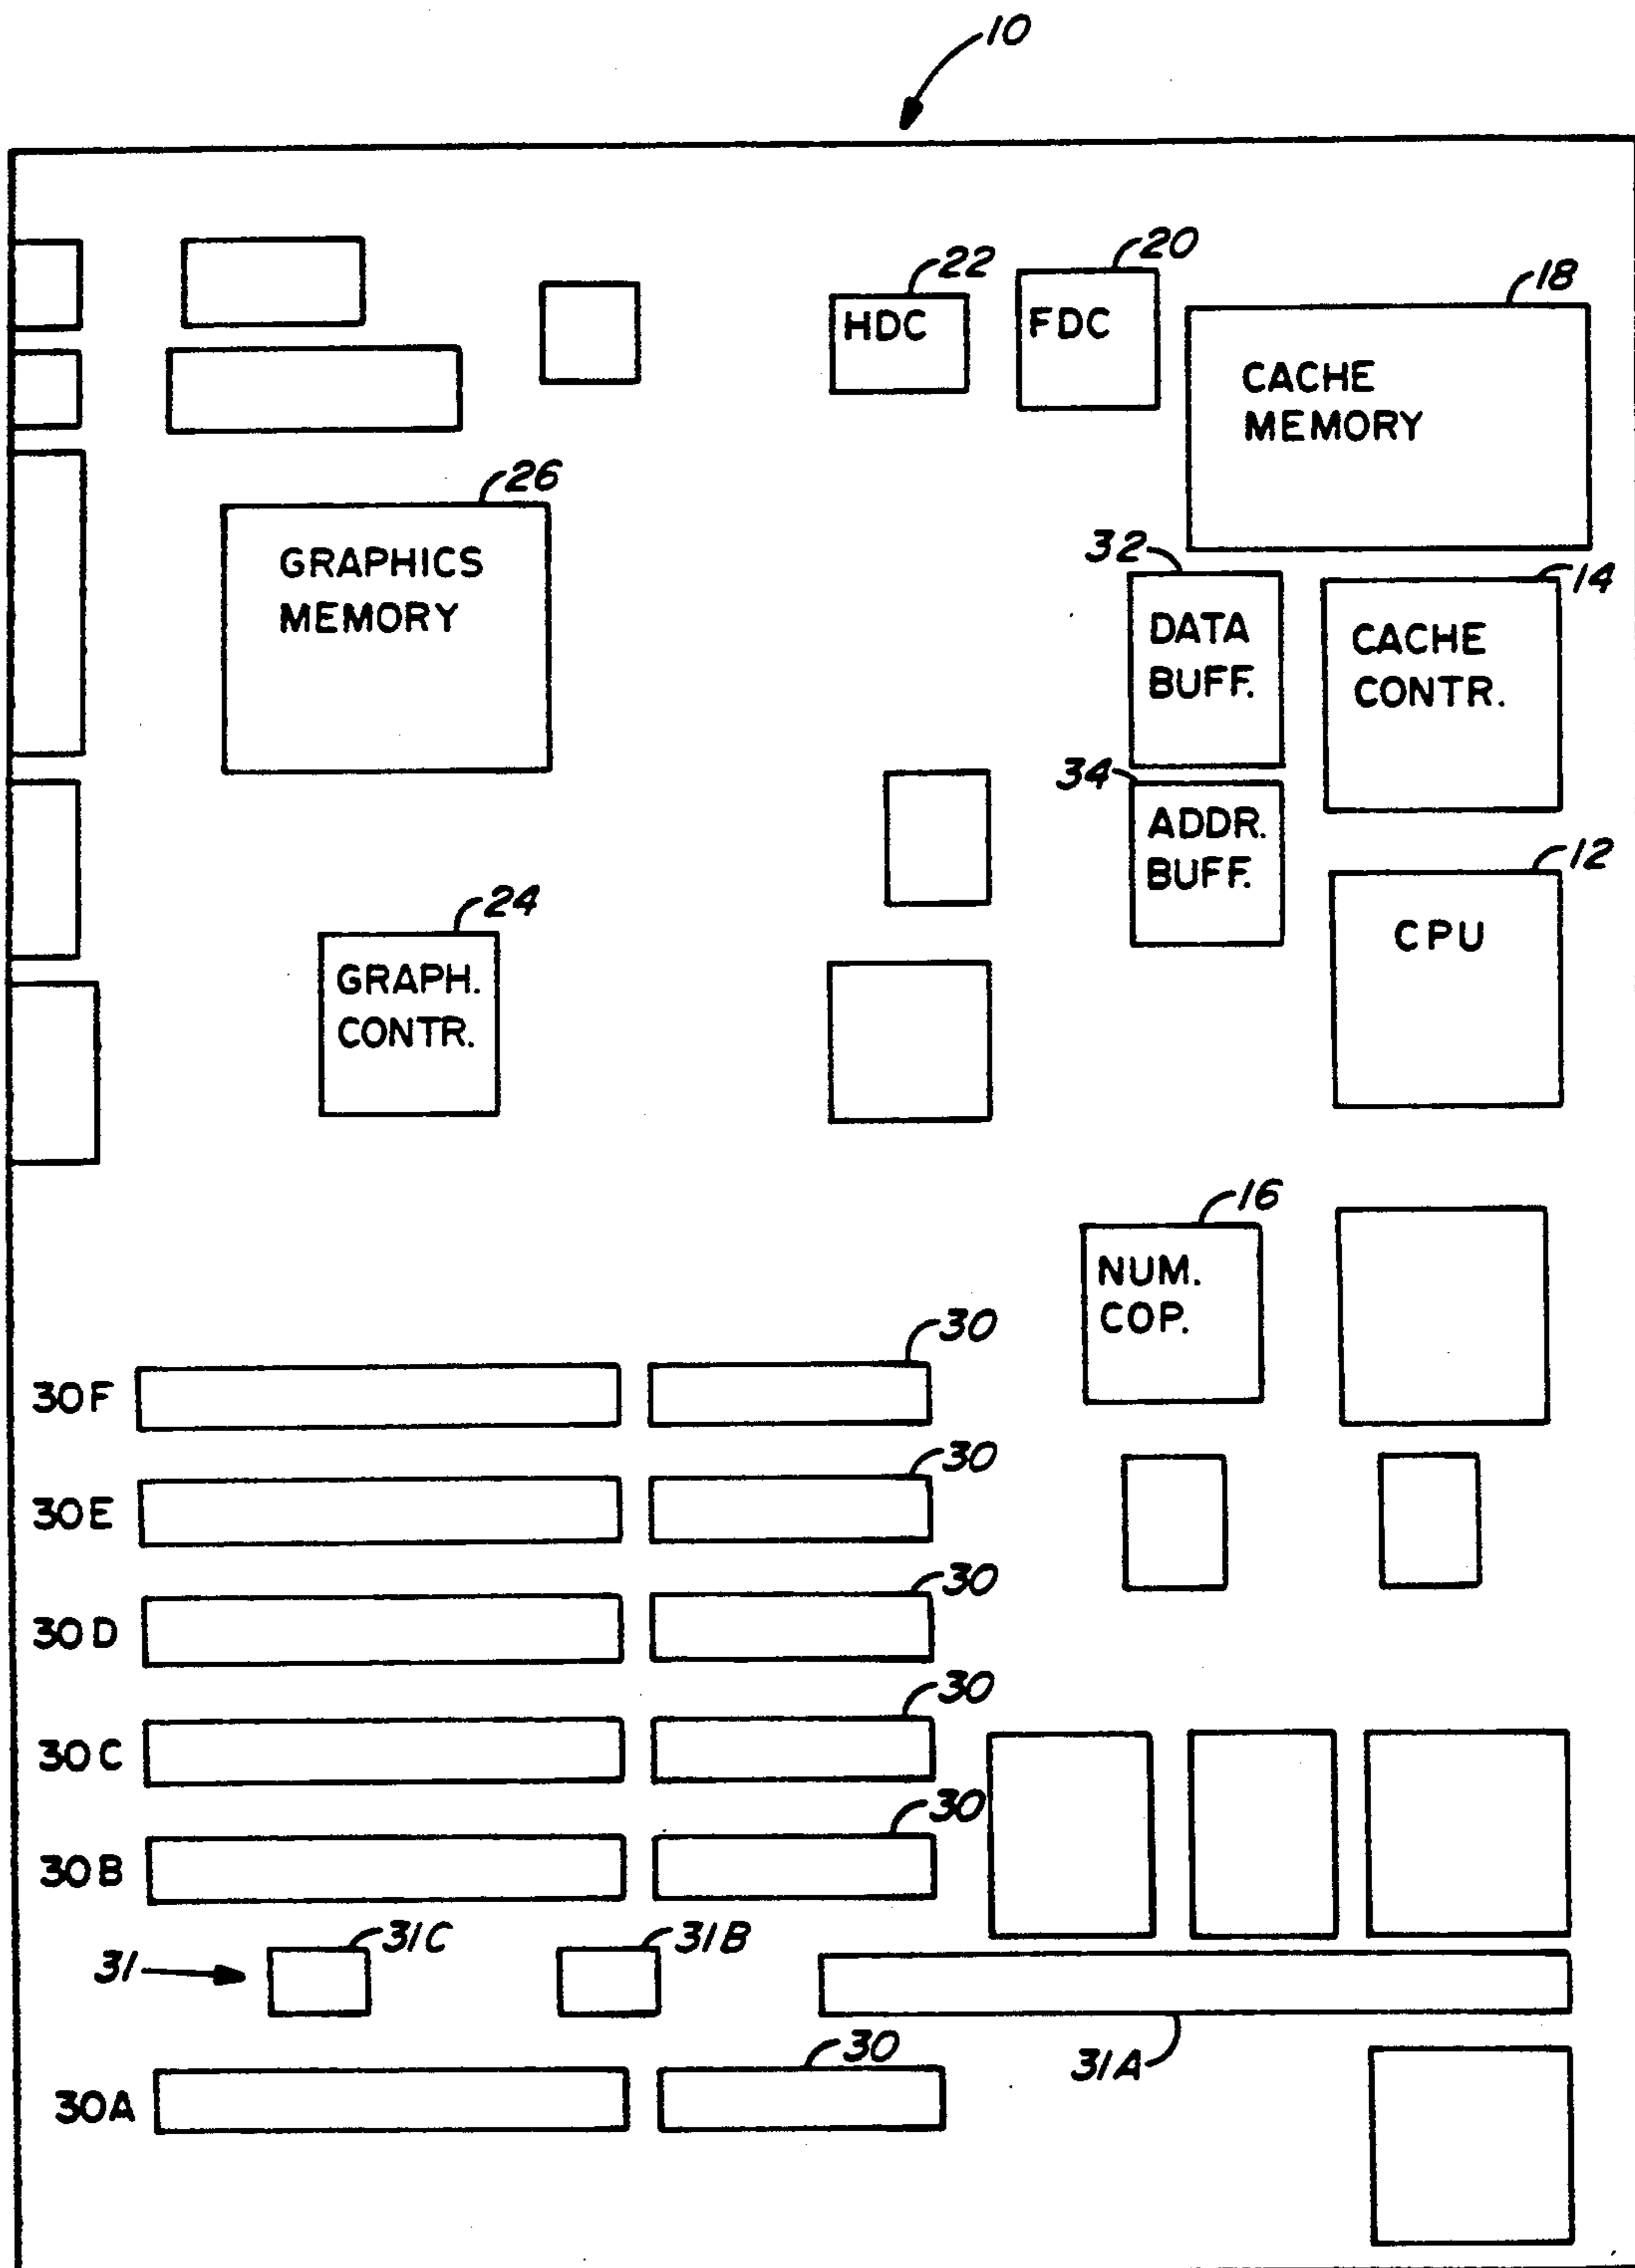 10
22
20
18
HDC
FDC
CACHE
MEMORY
26
GRAPHICS
MEMORY
32
14
DATA
BUFF.
CACHE
CONTR.
34
ADDR.
BUFF.
12
CPU
24
GRAPH.
CONTR.
16
NUM.
COP.
30F
30
30E
30
30D
30
30C
30
30B
30
31
31C
31B
31A
30A
30